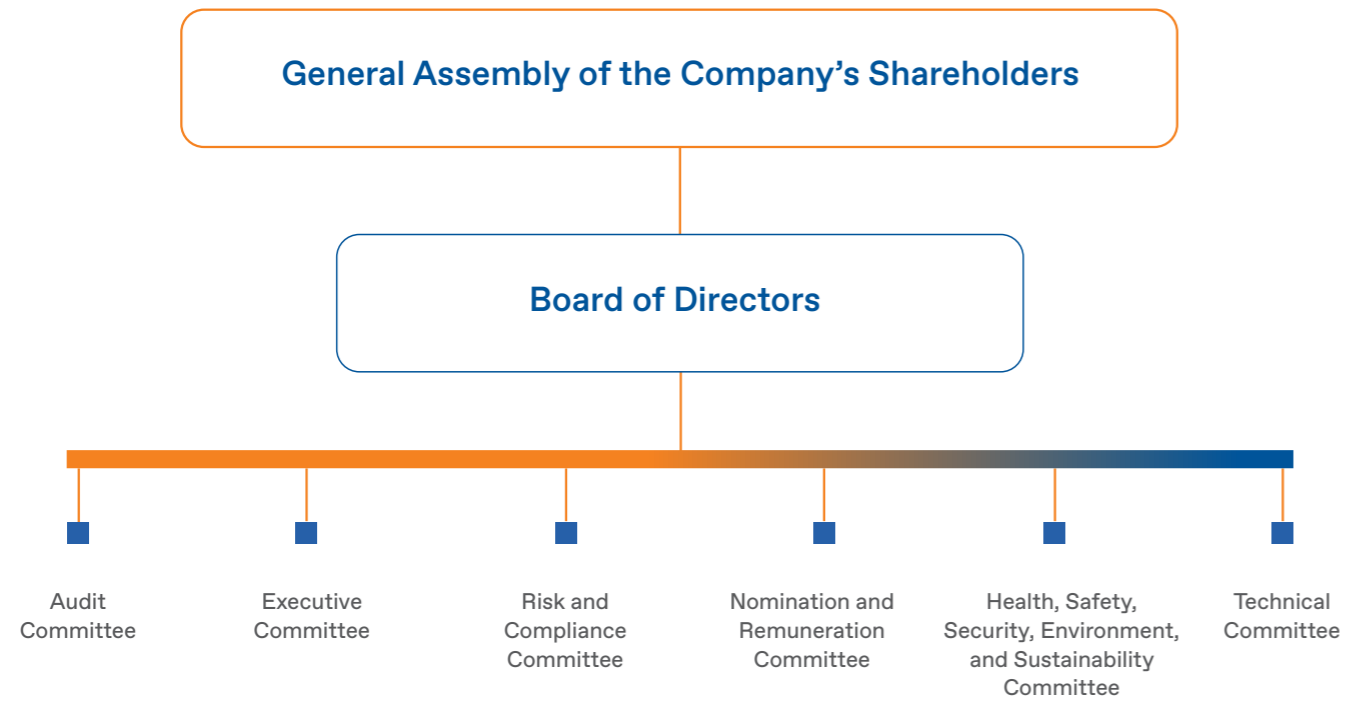 General Assembly of the Company’s Shareholders
Board of Directors
Audit
Committee
Executive
Committee
Risk and
Compliance
Committee
Nomination and
Remuneration
Committee
Health, Safety,
Security, Environment,
and Sustainability
Committee
Technical
Committee